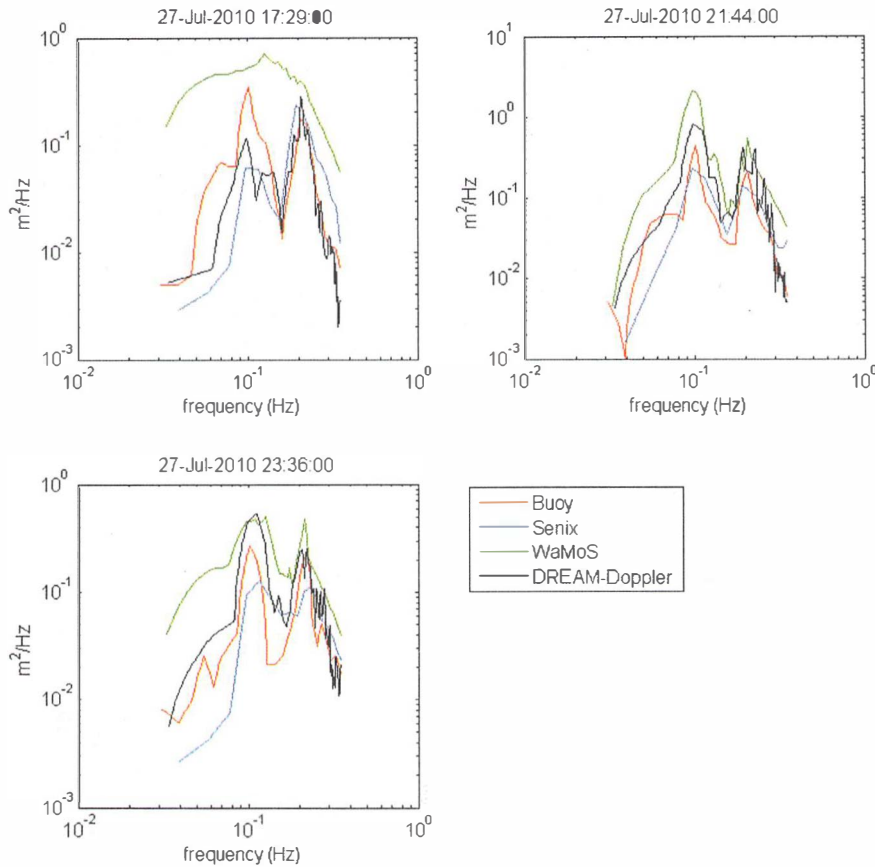 27-Jul-2010 17:29:00
10^0
10^-1
10^-2
10^-3
m^2/Hz
10^-2
10^-1
10^0
frequency (Hz)
27-Jul-2010 21:44:00
10^1
10^0
10^-1
10^-2
10^-3
m^2/Hz
10^-2
10^-1
10^0
frequency (Hz)
27-Jul-2010 23:36:00
10^0
10^-1
10^-2
10^-3
m^2/Hz
10^-2
10^-1
10^0
frequency (Hz)
Buoy
Senix
WaMoS
DREAM-Doppler